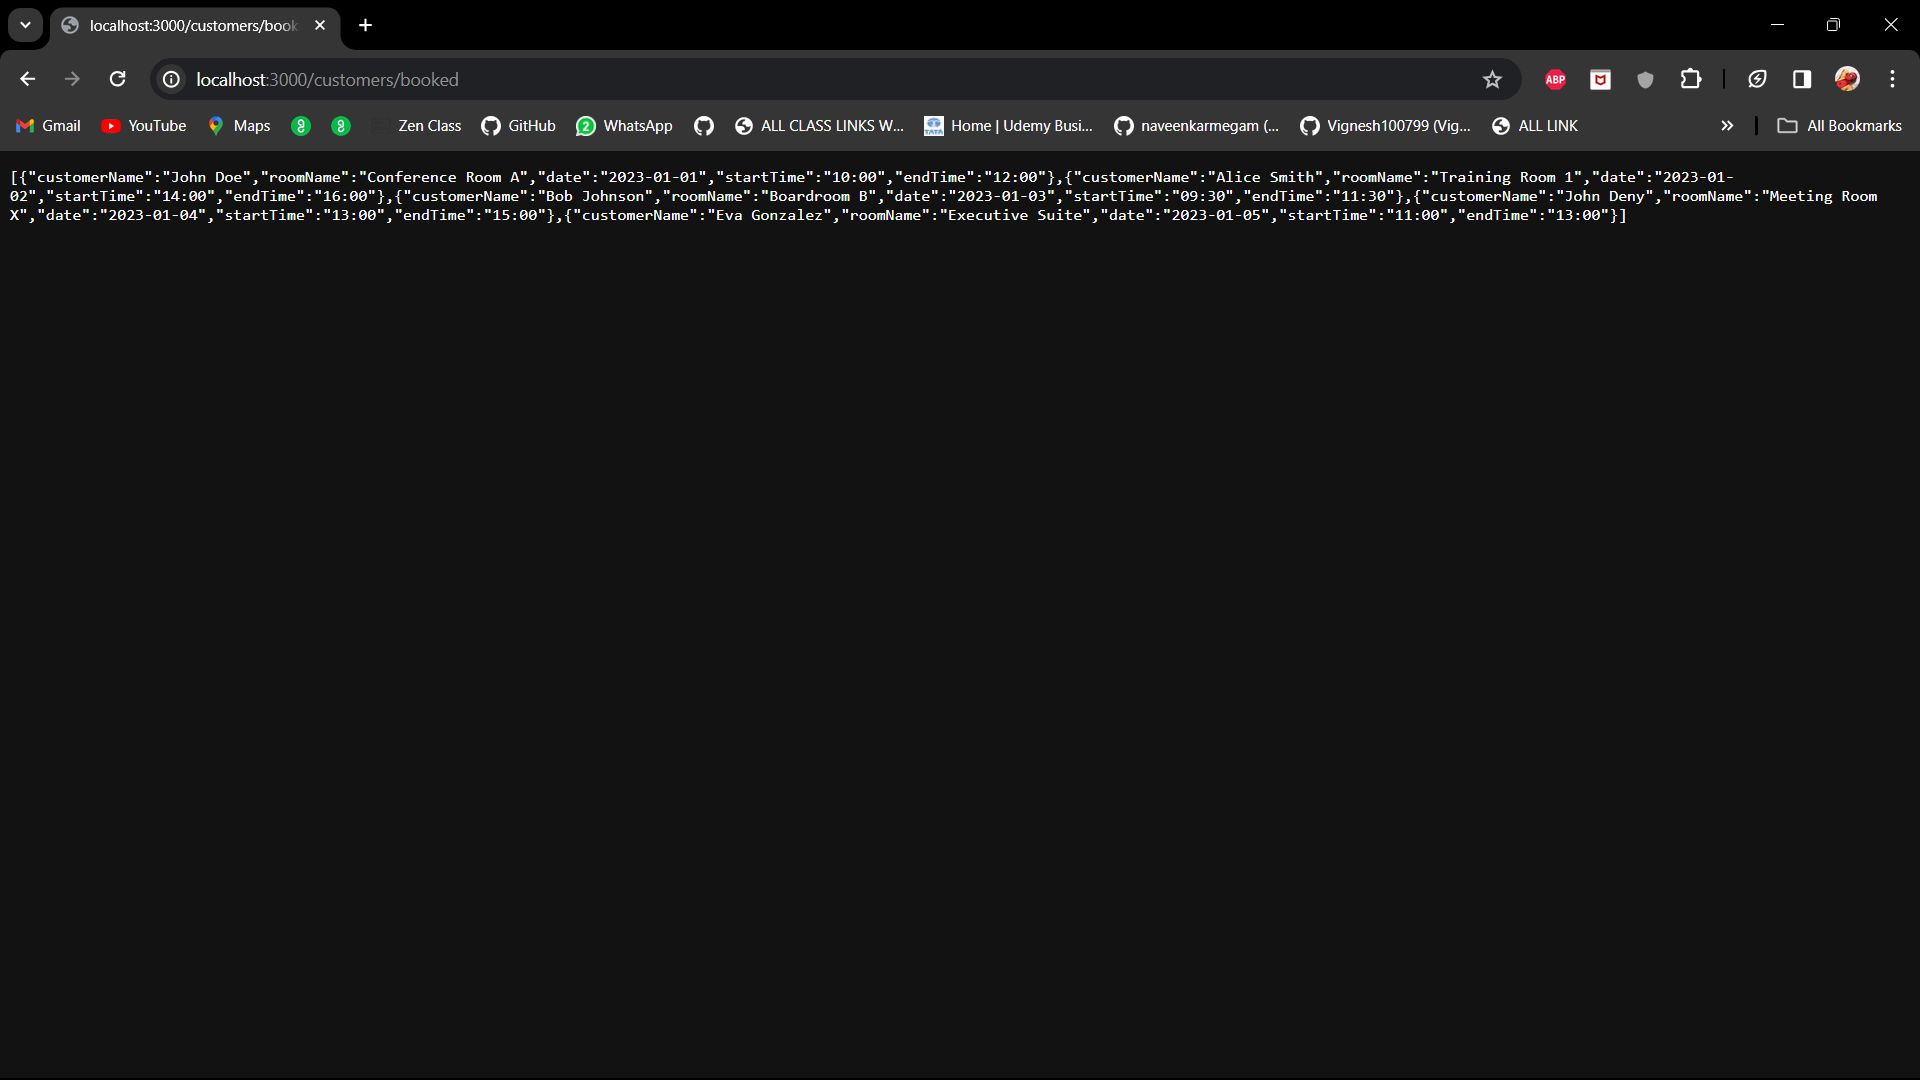 localhost:3000/customers/book
localhost:3000/customers/booked
ABP
Gmail YouTube Maps Zen Class GitHub 2 WhatsApp ALL CLASS LINKS W... TATA Home | Udemy Busi... naveenkarmegam (... Vignesh100799 (Vig... ALL LINK » All Bookmarks
[{"customerName":"John Doe","roomName":"Conference Room A","date":"2023-01-01","startTime":"10:00","endTime":"12:00"},{"customerName":"Alice Smith","roomName":"Training Room 1","date":"2023-01-
02","startTime":"14:00","endTime":"16:00"},{"customerName":"Bob Johnson","roomName":"Boardroom B","date":"2023-01-03","startTime":"09:30","endTime":"11:30"},{"customerName":"John Deny","roomName":"Meeting Room
X","date":"2023-01-04","startTime":"13:00","endTime":"15:00"},{"customerName":"Eva Gonzalez","roomName":"Executive Suite","date":"2023-01-05","startTime":"11:00","endTime":"13:00"}]